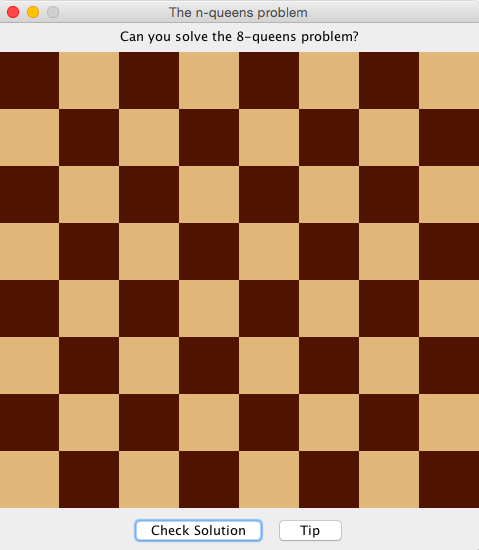 The n-queens problem
Can you solve the 8-queens problem?
Check Solution
Tip